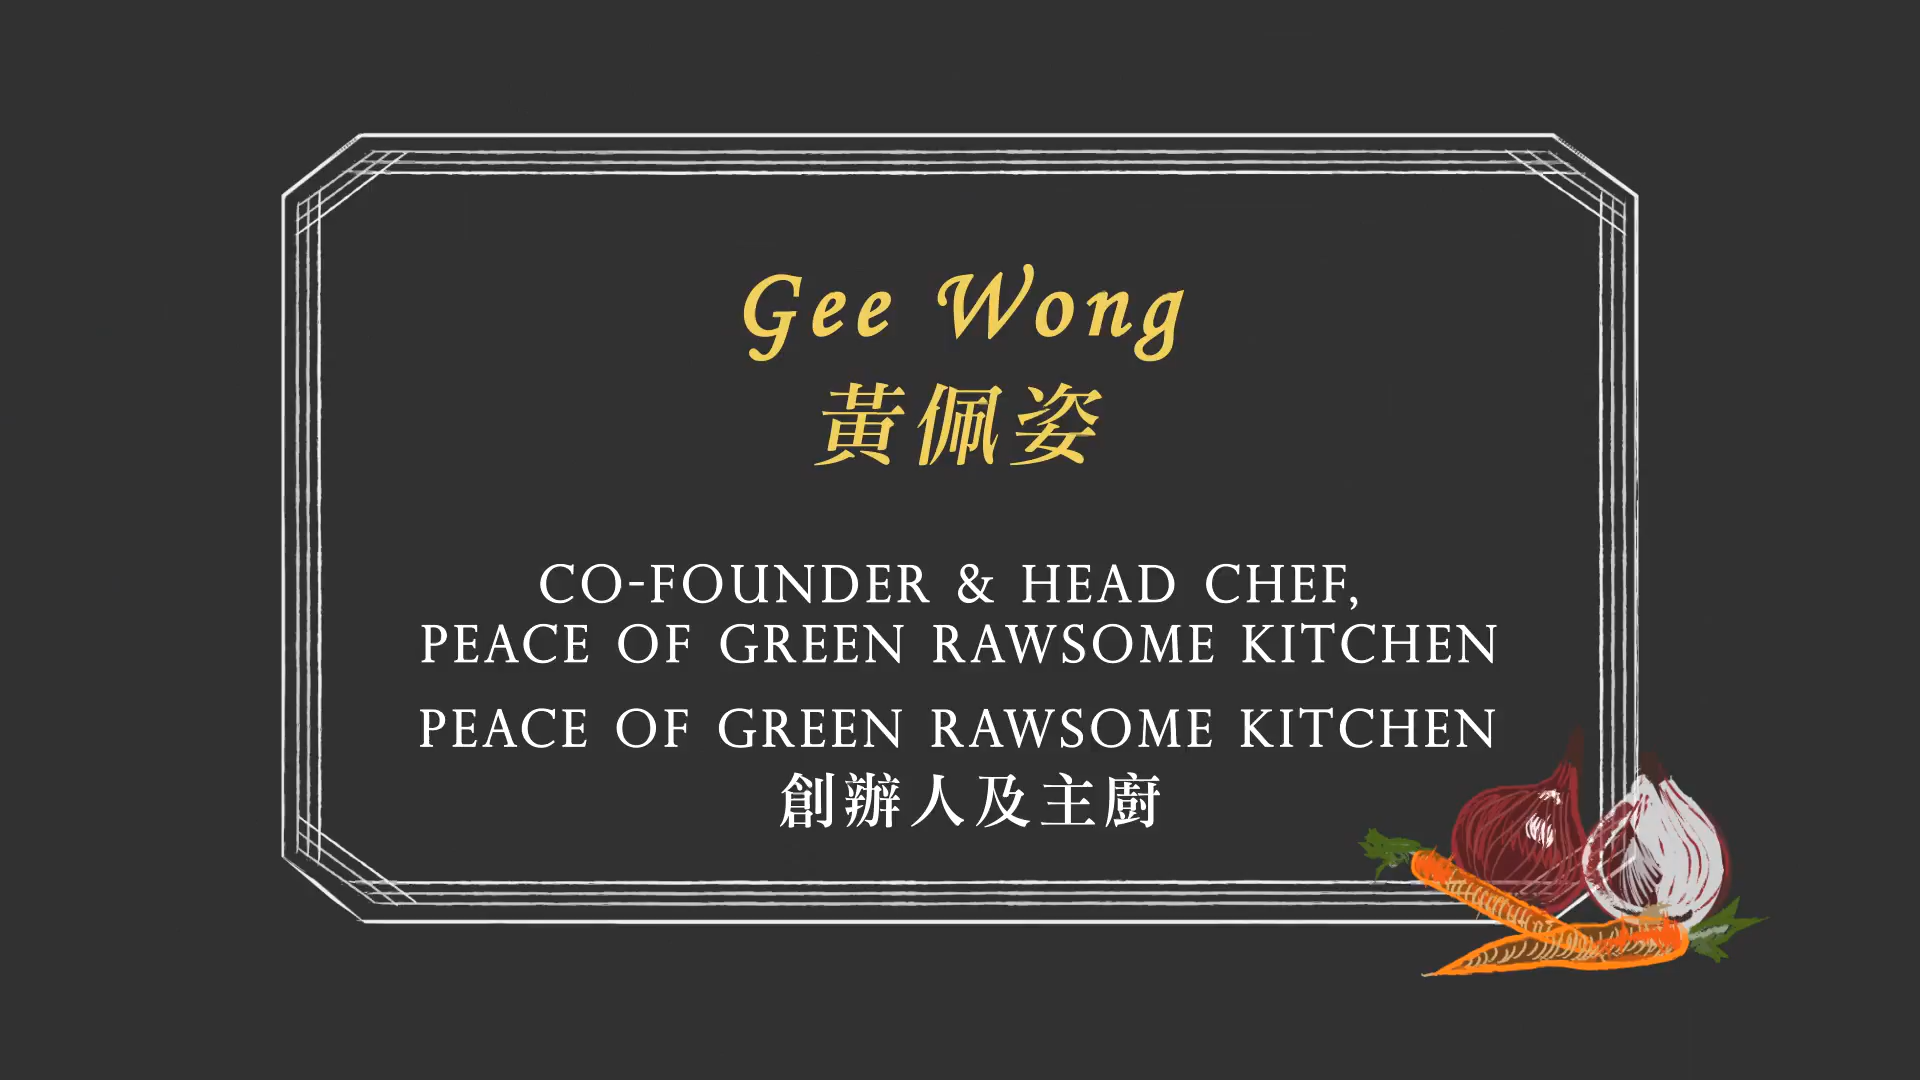 Gee Wong
黃佩姿
CO-FOUNDER & HEAD CHEF,
PEACE OF GREEN RAWSOME KITCHEN
PEACE OF GREEN RAWSOME KITCHEN
創辦人及主廚